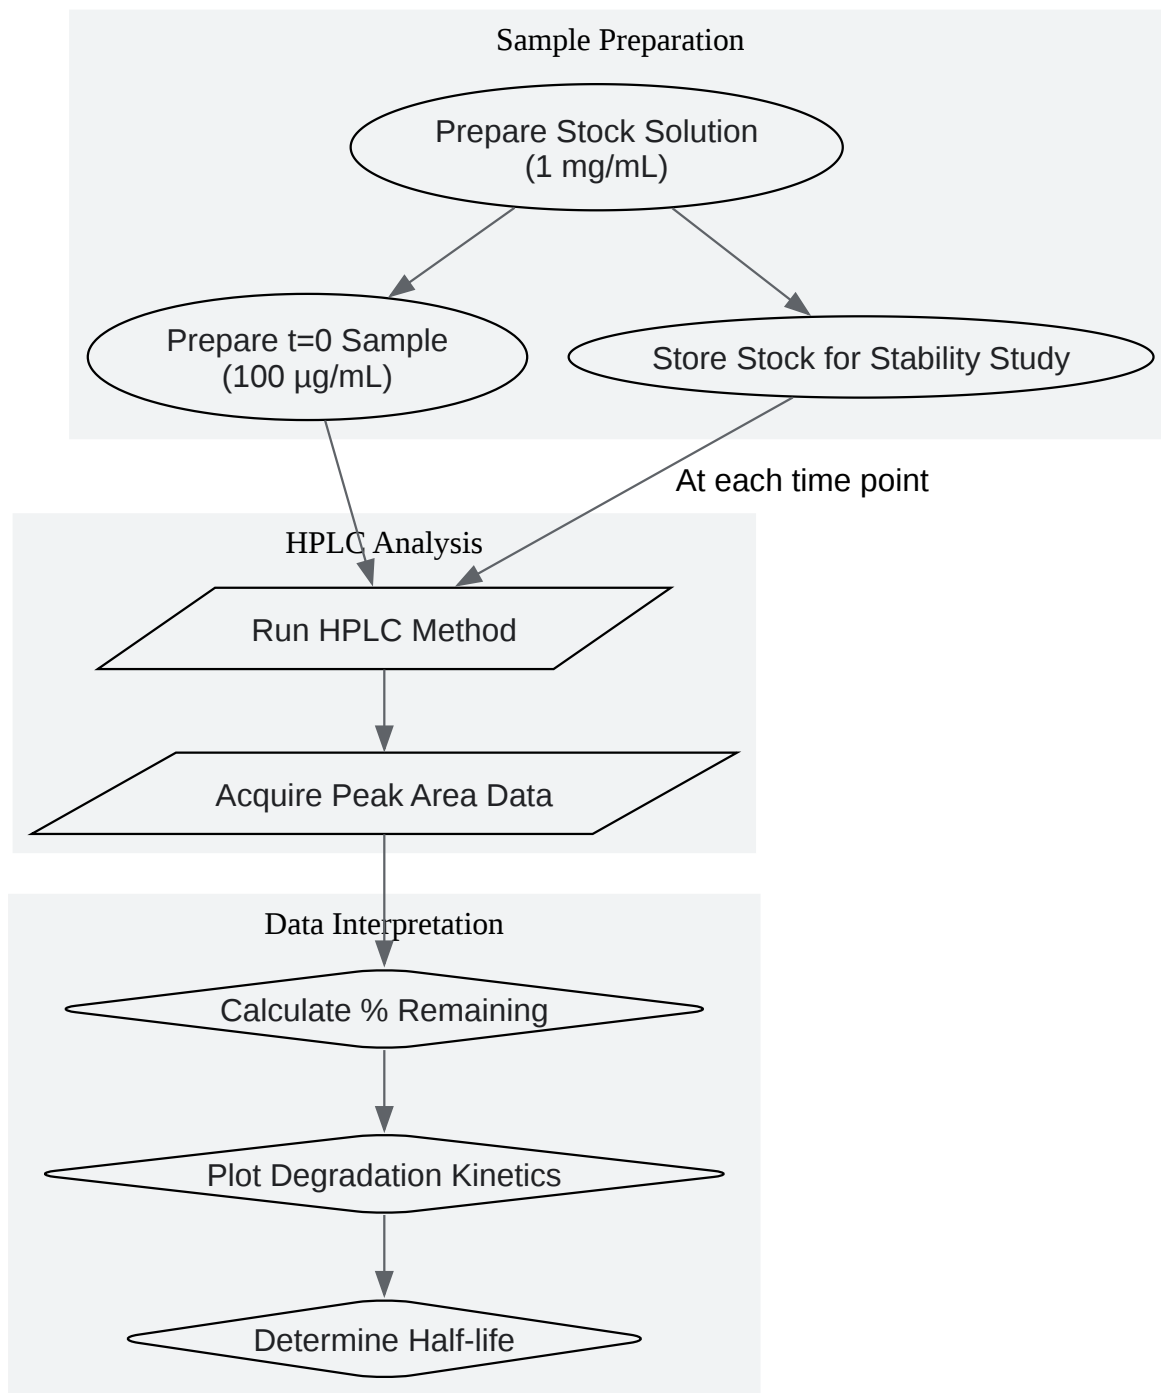 Sample Preparation
Prepare Stock Solution
(1 mg/mL)
Prepare t=0 Sample
(100 µg/mL)
Store Stock for Stability Study
At each time point
HPLC Analysis
Run HPLC Method
Acquire Peak Area Data
Data Interpretation
Calculate % Remaining
Plot Degradation Kinetics
Determine Half-life